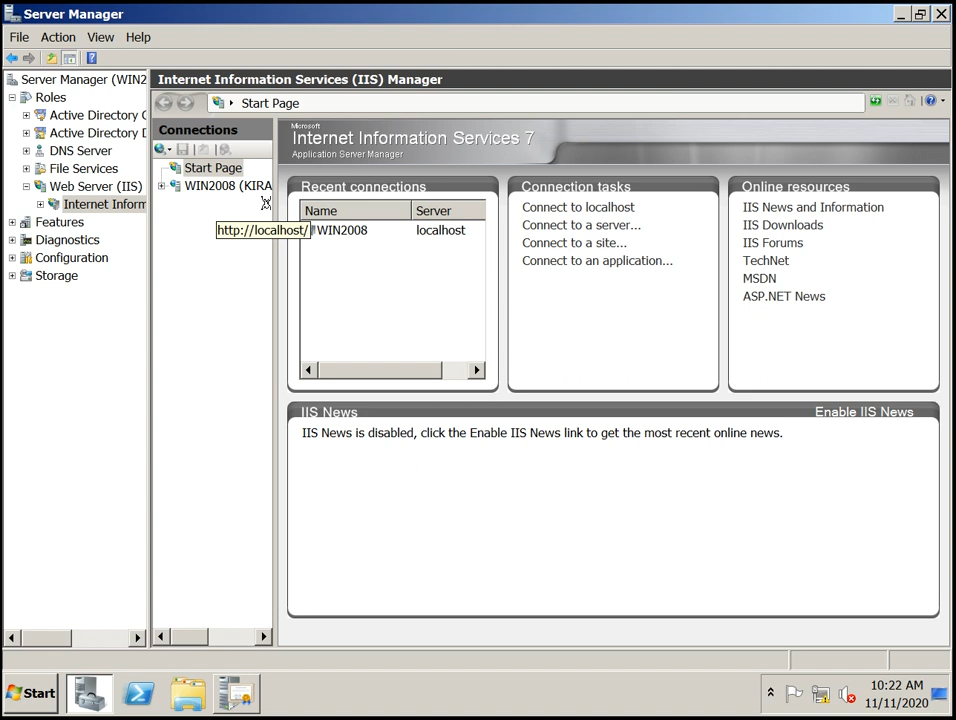 Server Manager
File Action View Help
Server Manager (WIN2
Roles
Active Directory C
Active Directory D
DNS Server
File Services
Web Server (IIS)
Internet Inform
Features
Diagnostics
Configuration
Storage
Internet Information Services (IIS) Manager
Start Page
Connections
Start Page
WIN2008 (KIRA
http://localhost/
Microsoft
Internet Information Services 7
Application Server Manager
Recent connections
Name Server
WIN2008 localhost
Connection tasks
Connect to localhost
Connect to a server...
Connect to a site...
Connect to an application...
Online resources
IIS News and Information
IIS Downloads
IIS Forums
TechNet
MSDN
ASP.NET News
IIS News Enable IIS News
IIS News is disabled, click the Enable IIS News link to get the most recent online news.
Start
10:22 AM
11/11/2020